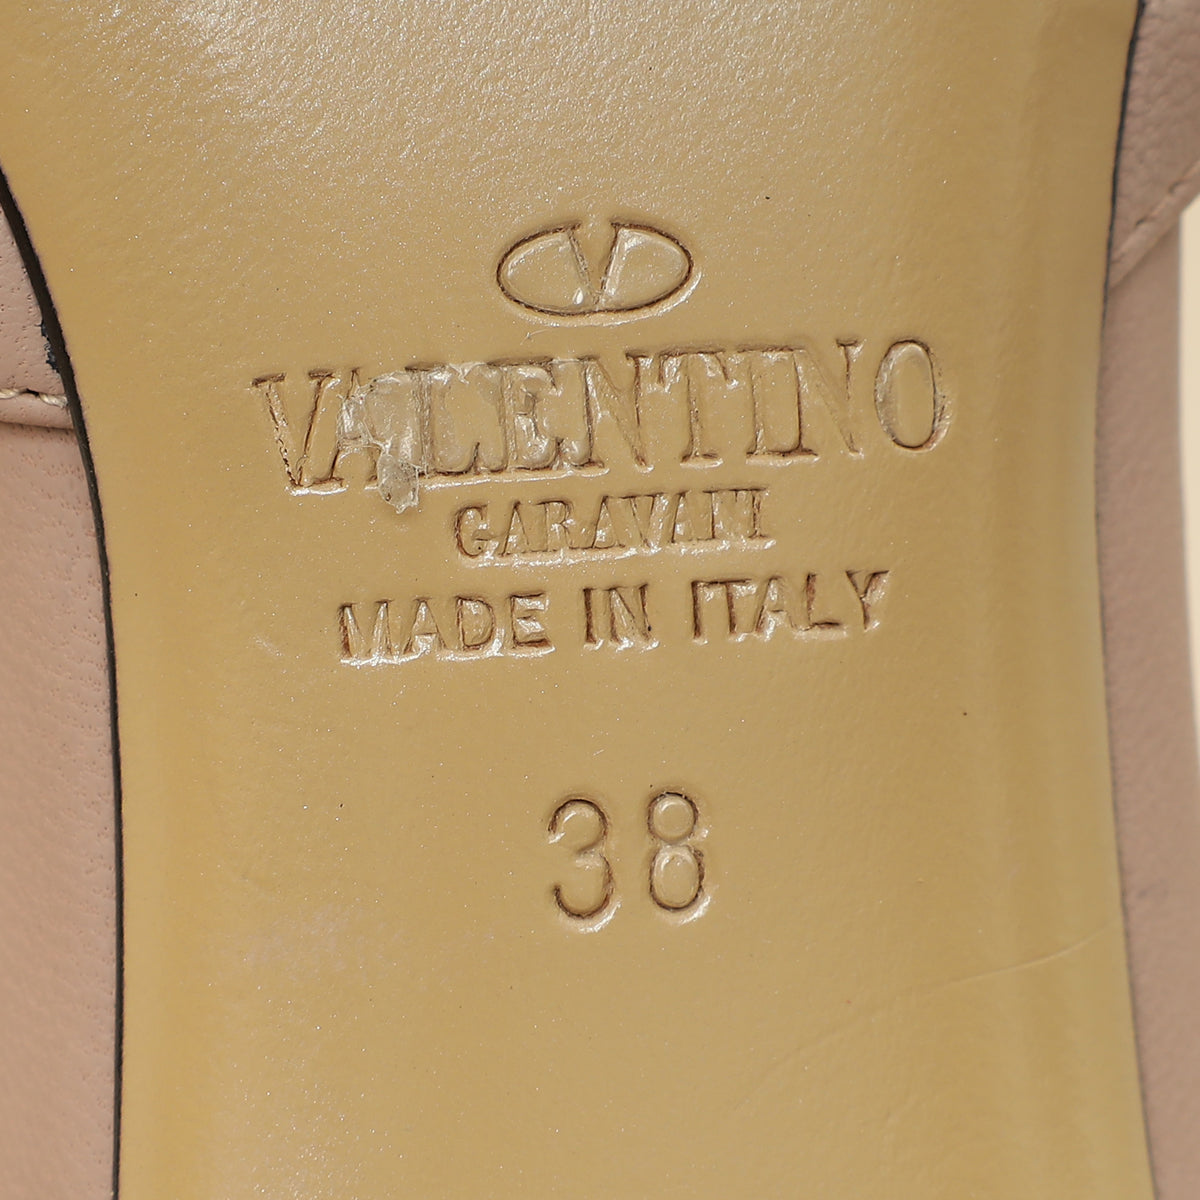 V
VALENTINO
GARAVANI
MADE IN ITALY
38